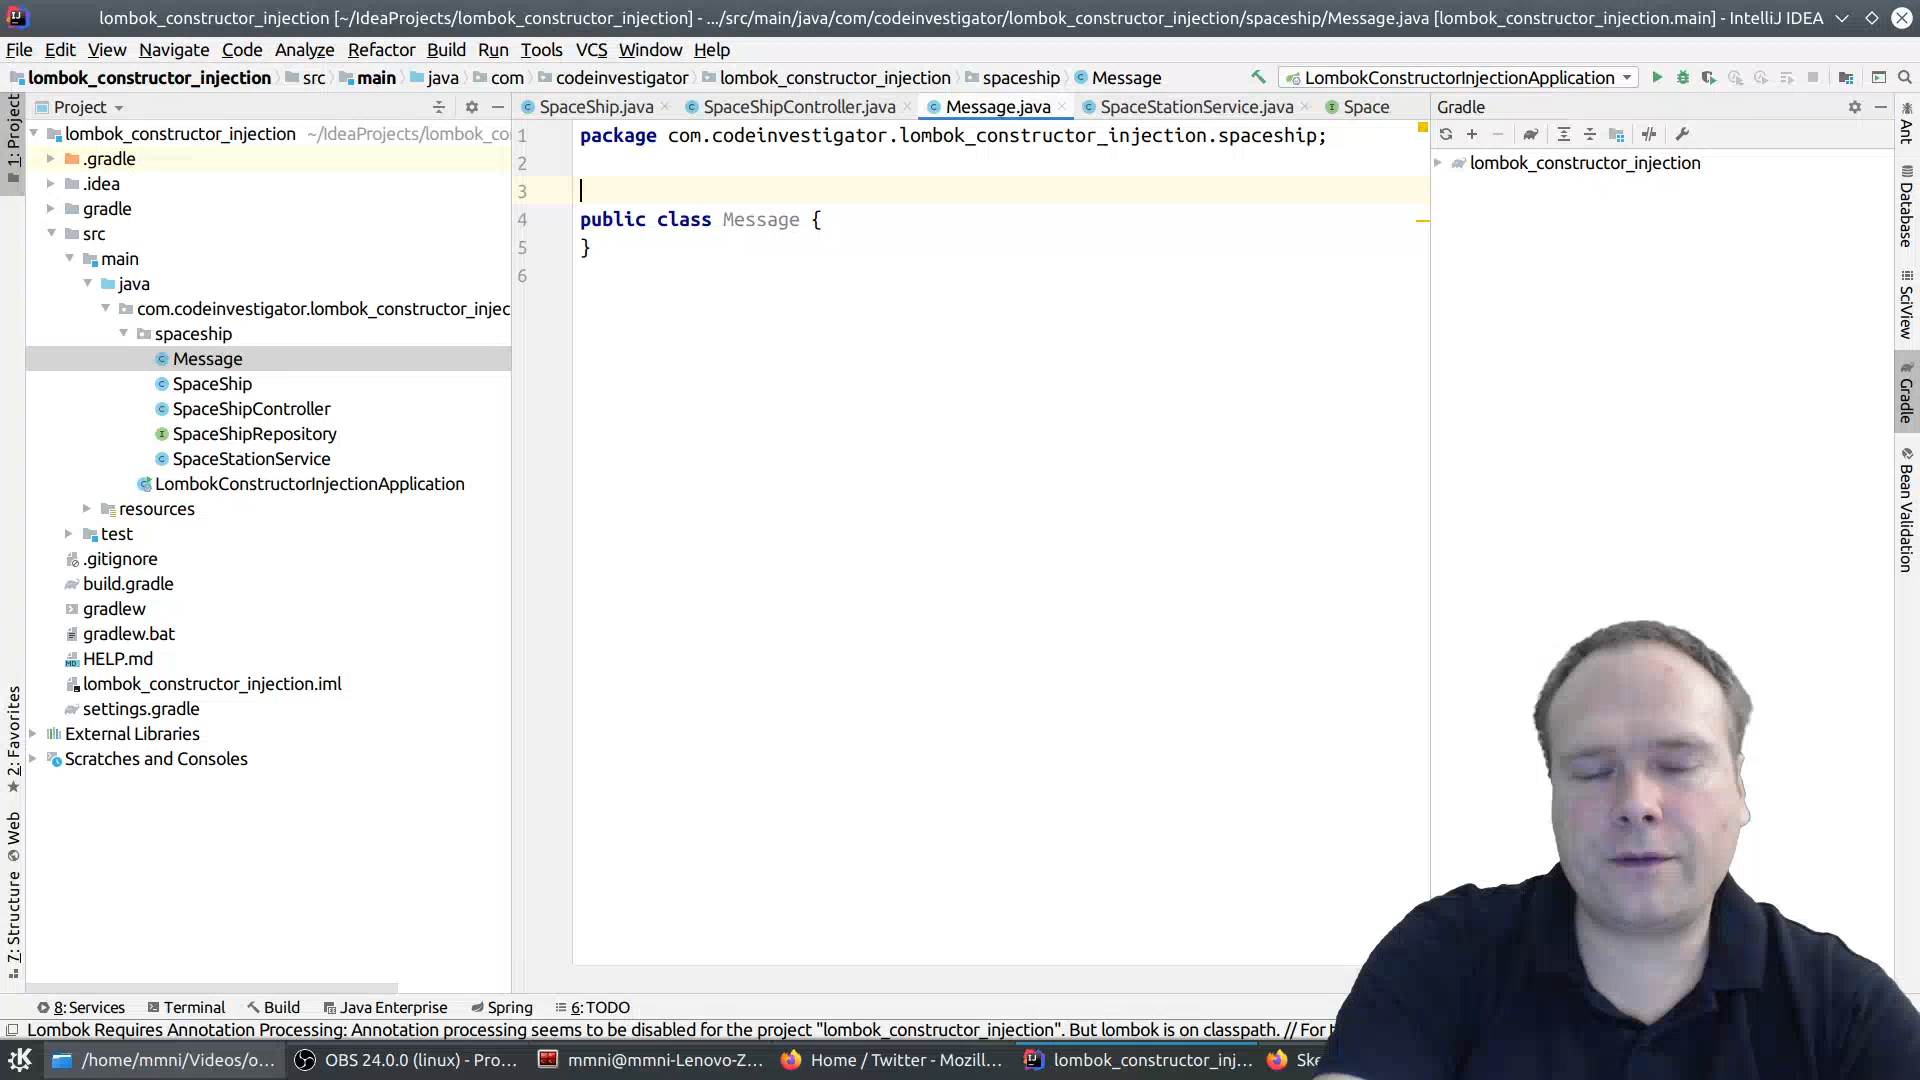 lombok_constructor_injection [~/IdeaProjects/lombok_constructor_injection] - .../src/main/java/com/codeinvestigator/lombok_constructor_injection/spaceship/Message.java [lombok_constructor_injection.main] - IntelliJ IDEA
File Edit View Navigate Code Analyze Refactor Build Run Tools VCS Window Help
lombok_constructor_injection src main java com codeinvestigator lombok_constructor_injection spaceship Message LombokConstructorInjectionApplication
Project
SpaceShip.java SpaceShipController.java Message.java SpaceStationService.java Space
Gradle
1: Project
lombok_constructor_injection ~/IdeaProjects/lombok_co
.gradle
.idea
gradle
src
main
java
com.codeinvestigator.lombok_constructor_injec
spaceship
Message
SpaceShip
SpaceShipController
SpaceShipRepository
SpaceStationService
LombokConstructorInjectionApplication
resources
test
.gitignore
build.gradle
gradlew
gradlew.bat
HELP.md
lombok_constructor_injection.iml
settings.gradle
External Libraries
Scratches and Consoles
2: Favorites
Web
7: Structure
1 package com.codeinvestigator.lombok_constructor_injection.spaceship;
2
3
4 public class Message {
5 }
6
lombok_constructor_injection
Ant
Database
SciView
Gradle
Bean Validation
8: Services Terminal Build Java Enterprise Spring 6: TODO
Lombok Requires Annotation Processing: Annotation processing seems to be disabled for the project "lombok_constructor_injection". But lombok is on classpath. // For t
/home/mmni/Videos/o... OBS 24.0.0 (linux) - Pro... mmni@mmni-Lenovo-Z... Home / Twitter - Mozill... lombok_constructor_inj... Ske